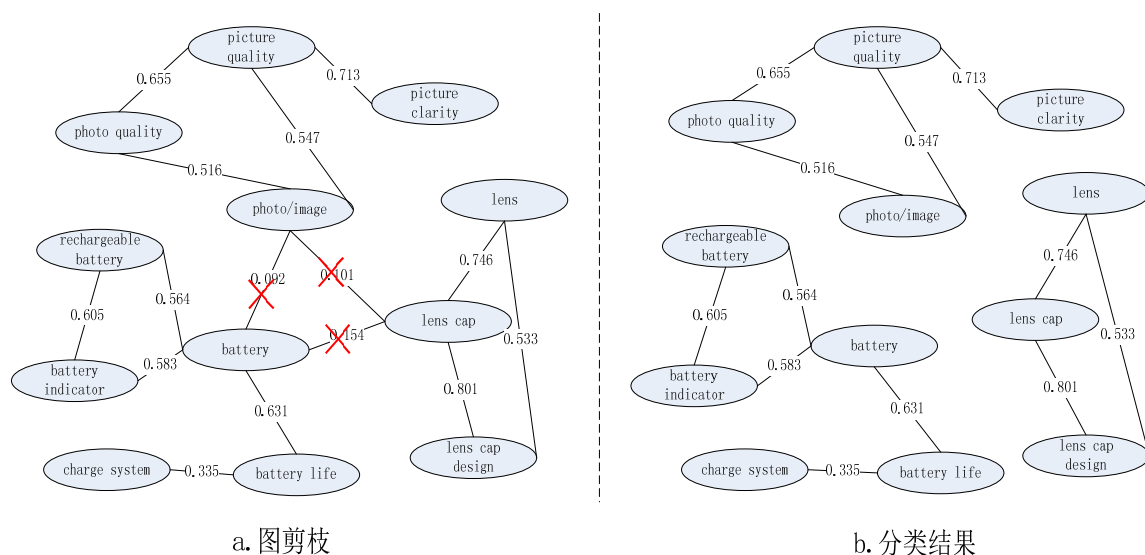 picture
quality
0.655
0.713
picture
clarity
photo quality
0.547
0.516
photo/image
lens
rechargeable
battery
0.092
0.101
0.746
0.564
0.605
lens cap
0.154
0.533
battery
0.583
battery
indicator
0.801
0.631
lens cap
design
charge system
0.335
battery life
a.图剪枝
picture
quality
0.655
0.713
picture
clarity
photo quality
0.547
0.516
lens
photo/image
rechargeable
battery
0.746
0.564
0.605
lens cap
0.533
battery
0.583
battery
indicator
0.801
0.631
lens cap
design
charge system
0.335
battery life
b.分类结果